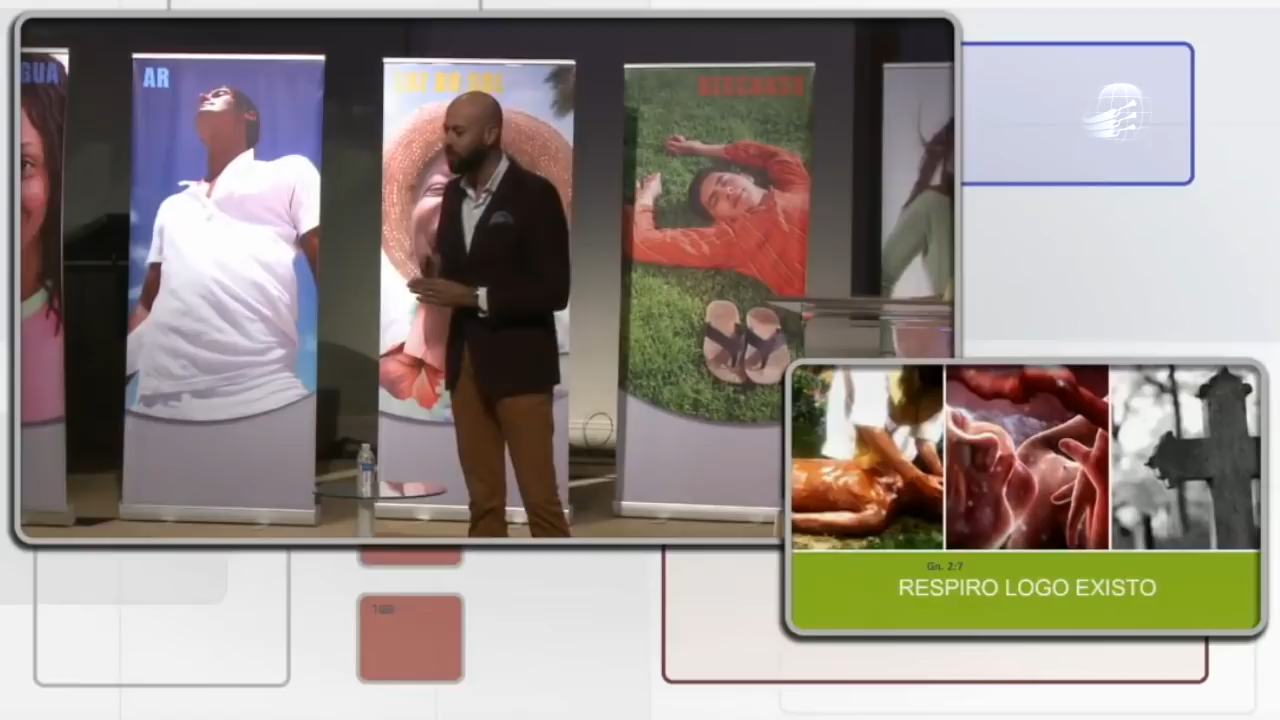 GUA
AR
LUZ DO SOL
DESCANSO
Gn. 2:7
RESPIRO LOGO EXISTO